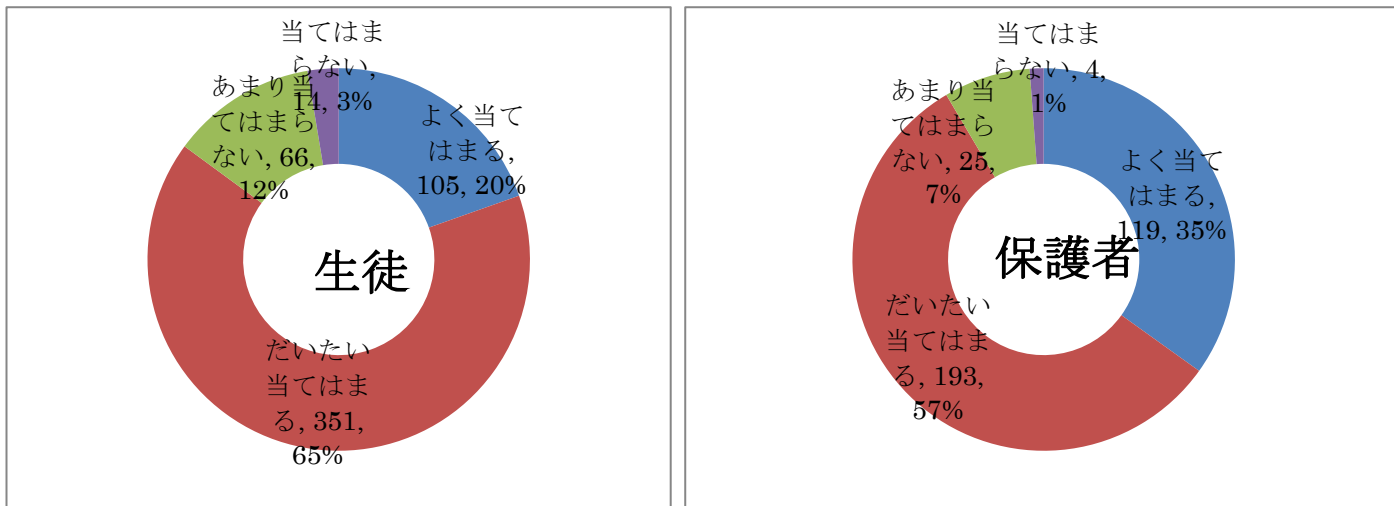 当てはま
らない,
14, 3%
あまり当
てはまら
ない, 66,
12%
よく当て
はまる,
105, 20%
生徒
だいたい
当てはま
る, 351,
65%
当てはま
らない, 4,
1%
あまり当
てはまら
ない, 25,
7%
よく当て
はまる,
119, 35%
保護者
だいたい
当てはま
る, 193,
57%